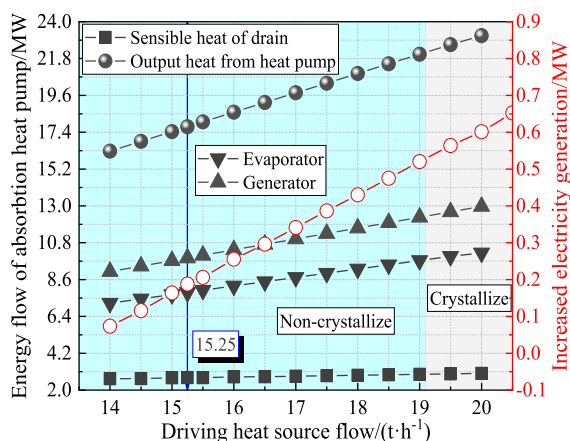 Energy flow of absorbtion heat pump/MW
24.0
21.8
19.6
17.4
15.2
13.0
10.8
8.6
6.4
4.2
2.0
Sensible heat of drain
Output heat from heat pump
Evaporator
Generator
Non-crystallize
Crystallize
15.25
0.9
0.8
0.7
0.6
0.5
0.4
0.3
0.2
0.1
0.0
-0.1
Increased electricity generation/MW
14 15 16 17 18 19 20
Driving heat source flow/(t·h⁻¹)